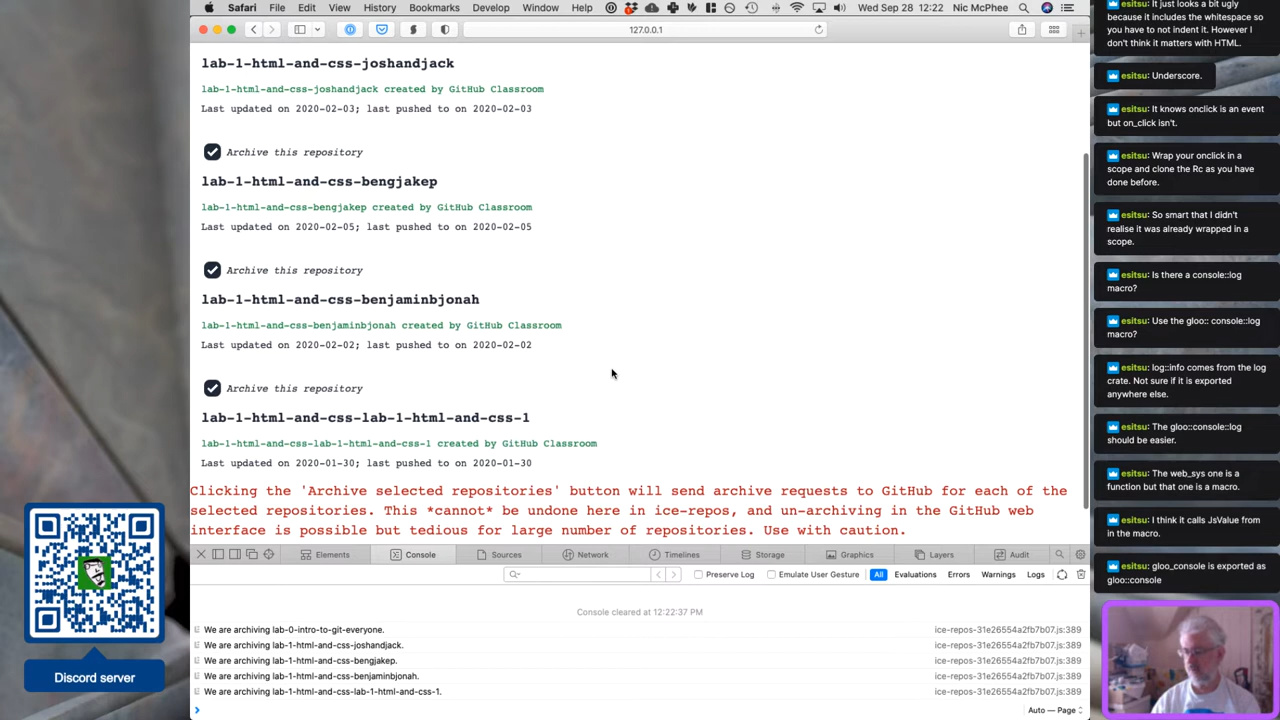 Safari File Edit View History Bookmarks Develop Window Help Wed Sep 28 12:22 Nic McPhee
127.0.0.1
lab-1-html-and-css-joshandjack
lab-1-html-and-css-joshandjack created by GitHub Classroom
Last updated on 2020-02-03; last pushed to on 2020-02-03
Archive this repository
lab-1-html-and-css-bengjakep
lab-1-html-and-css-bengjakep created by GitHub Classroom
Last updated on 2020-02-05; last pushed to on 2020-02-05
Archive this repository
lab-1-html-and-css-benjaminbjonah
lab-1-html-and-css-benjaminbjonah created by GitHub Classroom
Last updated on 2020-02-02; last pushed to on 2020-02-02
Archive this repository
lab-1-html-and-css-lab-1-html-and-css-1
lab-1-html-and-css-lab-1-html-and-css-1 created by GitHub Classroom
Last updated on 2020-01-30; last pushed to on 2020-01-30
Clicking the 'Archive selected repositories' button will send archive requests to GitHub for each of the
selected repositories. This *cannot* be undone here in ice-repos, and un-archiving in the GitHub web
interface is possible but tedious for large number of repositories. Use with caution.
Elements Console Sources Network Timelines Storage Graphics Layers Audit
Preserve Log Emulate User Gesture All Evaluations Errors Warnings Logs
Console cleared at 12:22:37 PM
We are archiving lab-0-intro-to-git-everyone. ice-repos-31e26554a2fb7b07.js:389
We are archiving lab-1-html-and-css-joshandjack. ice-repos-31e26554a2fb7b07.js:389
We are archiving lab-1-html-and-css-bengjakep. ice-repos-31e26554a2fb7b07.js:389
We are archiving lab-1-html-and-css-benjaminbjonah. ice-repos-31e26554a2fb7b07.js:389
We are archiving lab-1-html-and-css-lab-1-html-and-css-1. ice-repos-31e26554a2fb7b07.js:389
Auto — Page
esitsu: It just looks a bit ugly
because it includes the whitespace so
you have to not indent it. However I
don't think it matters with HTML.
esitsu: Underscore.
esitsu: It knows onclick is an event
but on_click isn't.
esitsu: Wrap your onclick in a
scope and clone the Rc as you have
done before.
esitsu: So smart that I didn't
realise it was already wrapped in a
scope.
esitsu: Is there a console::log
macro?
esitsu: Use the gloo:: console::log
macro?
esitsu: log::info comes from the log
crate. Not sure if it is exported
anywhere else.
esitsu: The gloo::console::log
should be easier.
esitsu: The web_sys one is a
function but that one is a macro.
esitsu: I think it calls JsValue from
in the macro.
esitsu: gloo_console is exported as
gloo::console
Discord server